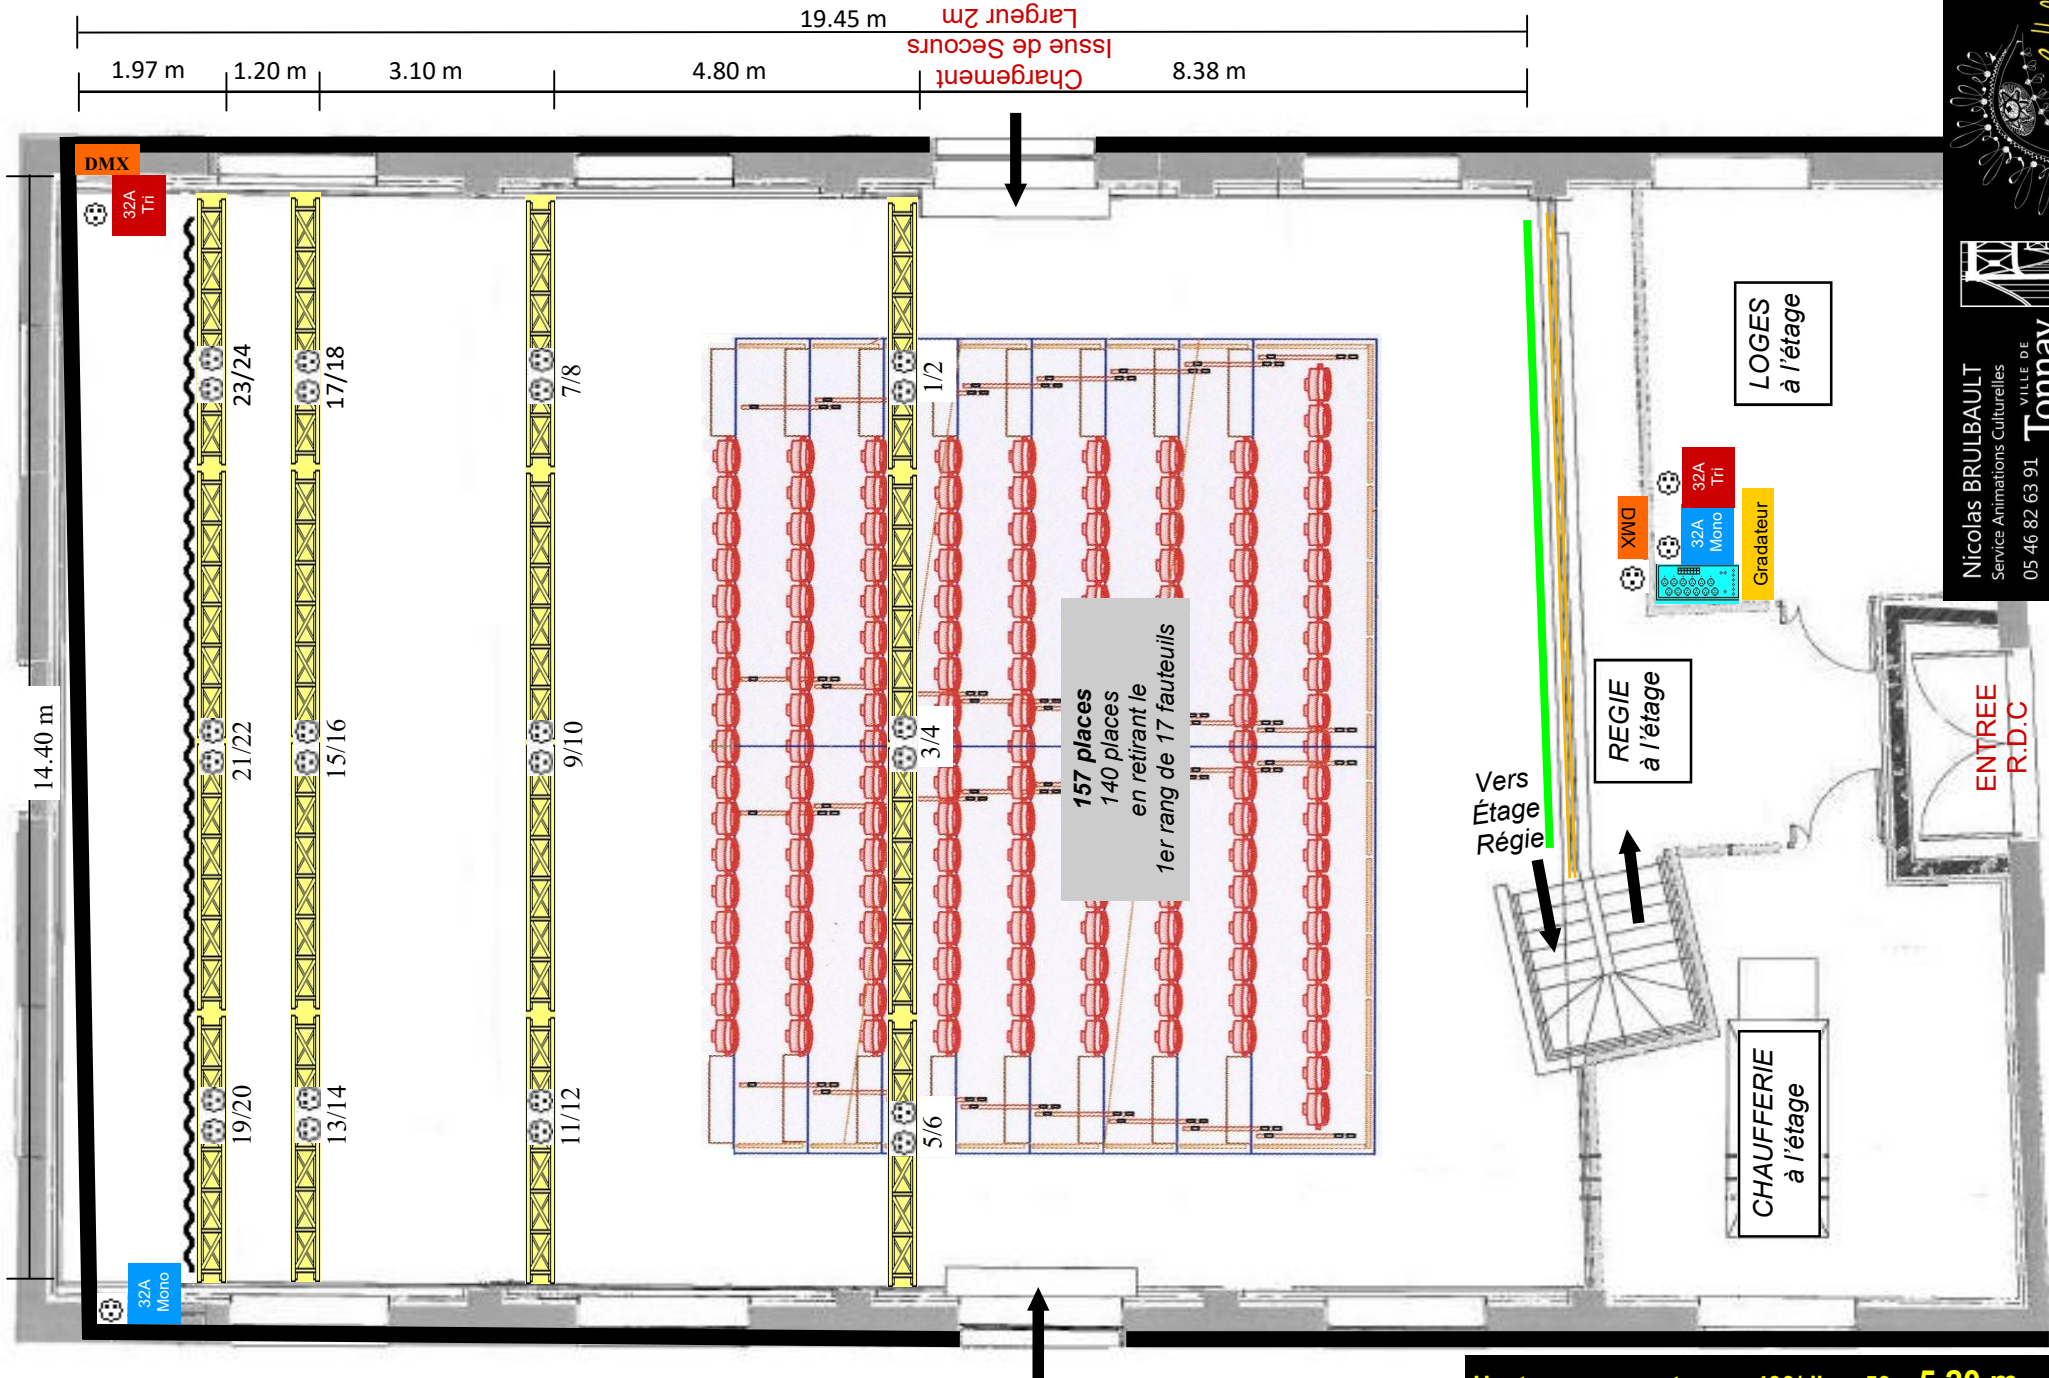 19.45 m
Chargement
Issue de Secours
Largeur 2m
1.97 m
1.20 m
3.10 m
4.80 m
8.38 m
14.40 m
DMX
32A
Tri
23/24
17/18
7/8
1/2
21/22
15/16
9/10
3/4
19/20
13/14
11/12
5/6
32A
Mono
157 places
140 places
en retirant le
1er rang de 17 fauteuils
Vers
Étage
Régie
LOGES
à l'étage
DMX
32A
Tri
32A
Mono
Gradateur
REGIE
à l'étage
ENTREE
R.D.C
CHAUFFERIE
à l'étage
Nicolas BRULBAULT
Service Animations Culturelles
05 46 82 63 91
VILLE DE
Tonnay
5.20 m